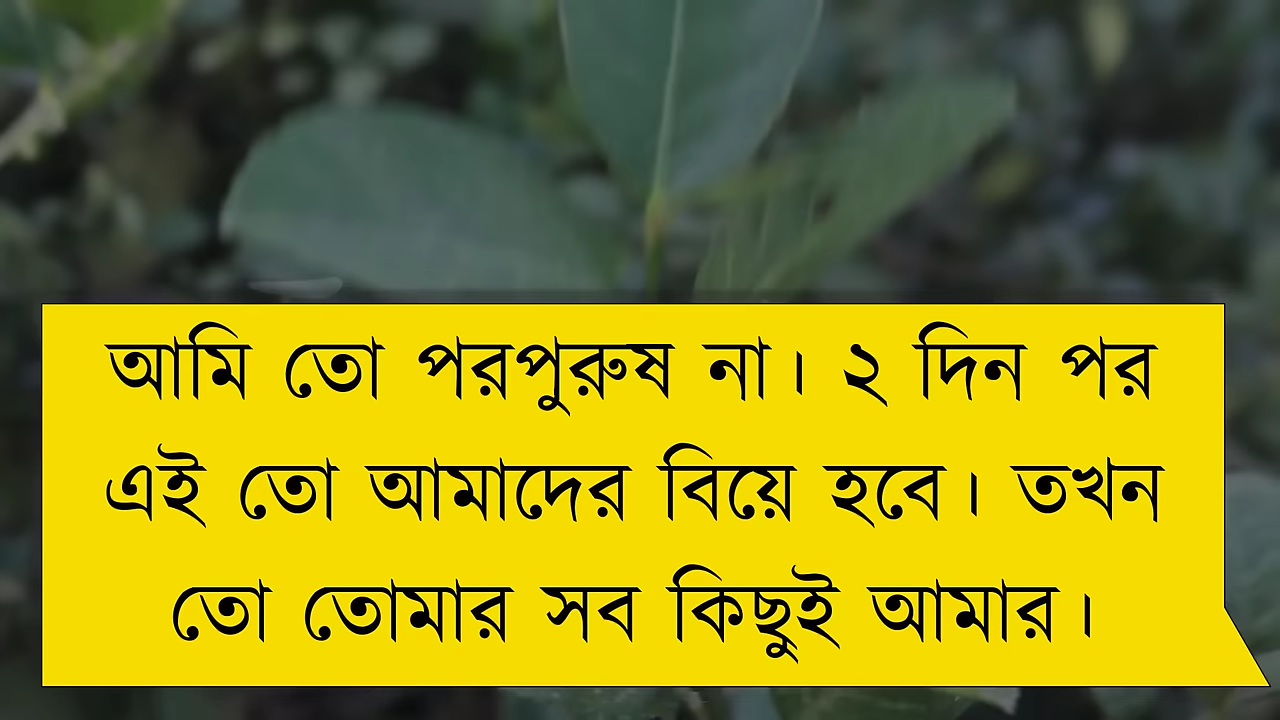 আমি তো পরপুরুষ না। ২ দিন পর
এই তো আমাদের বিয়ে হবে। তখন
তো তোমার সব কিছুই আমার।